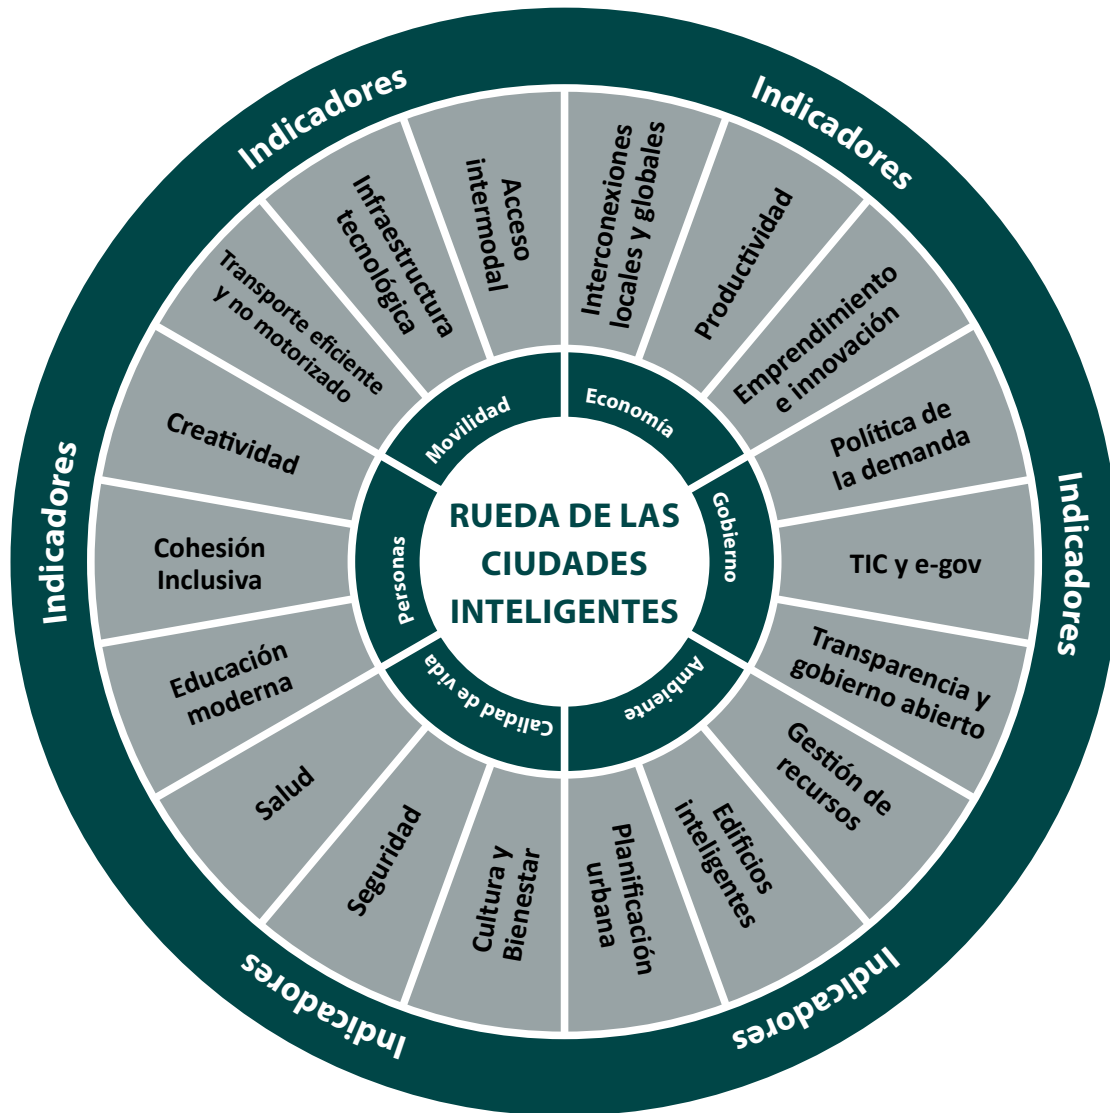 RUEDA DE LAS
CIUDADES
INTELIGENTES
Economía
Gobierno
Ambiente
Calidad de vida
Personas
Movilidad
Interconexiones
locales y globales
Productividad
Emprendimiento
e innovación
Política de
la demanda
TIC y e-gov
Transparencia y
gobierno abierto
Gestión de
recursos
Edificios
inteligentes
Planificación
urbana
Cultura y
Bienestar
Seguridad
Salud
Educación
moderna
Cohesión
Inclusiva
Creatividad
Transporte eficiente
y no motorizado
Infraestructura
tecnológica
Acceso
intermodal
Indicadores
Indicadores
Indicadores
Indicadores
Indicadores
Indicadores